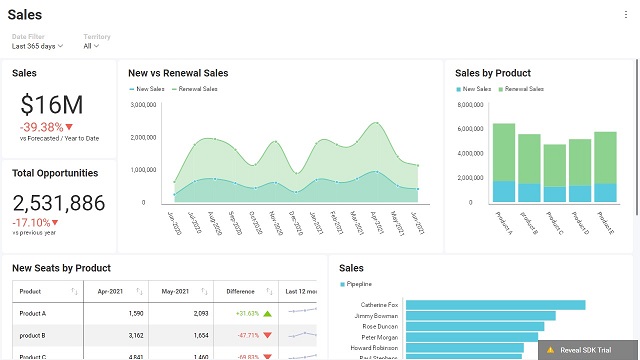 Sales
Date Filter
Territory
Last 365 days
All
Sales
$16M
-39.38%
vs Forecasted / Year to Date
Total Opportunities
2,531,886
-17.10%
vs previous year
New vs Renewal Sales
New Sales
Renewal Sales
3,000,000
2,000,000
1,000,000
0
Jun-2020
Jul-2020
Aug-2020
Sep-2020
Oct-2020
Nov-2020
Dec-2020
Jan-2021
Feb-2021
Mar-2021
Apr-2021
May-2021
Jun-2021
Sales by Product
New Sales
Renewal Sales
8,000,000
6,000,000
4,000,000
2,000,000
0
Product A
product B
Product C
Product D
Product E
New Seats by Product
Product
Apr-2021
May-2021
Difference
Last 12 mo
Product A
1,590
2,093
+31.63%
product B
3,162
1,654
-47.71%
Product C
4,841
1,460
-69.83%
Sales
Pipepline
Catherine Fox
Jimmy Bowman
Rose Duncan
Peter Morgan
Howard Robinson
Paul Stephens
Reveal SDK Trial